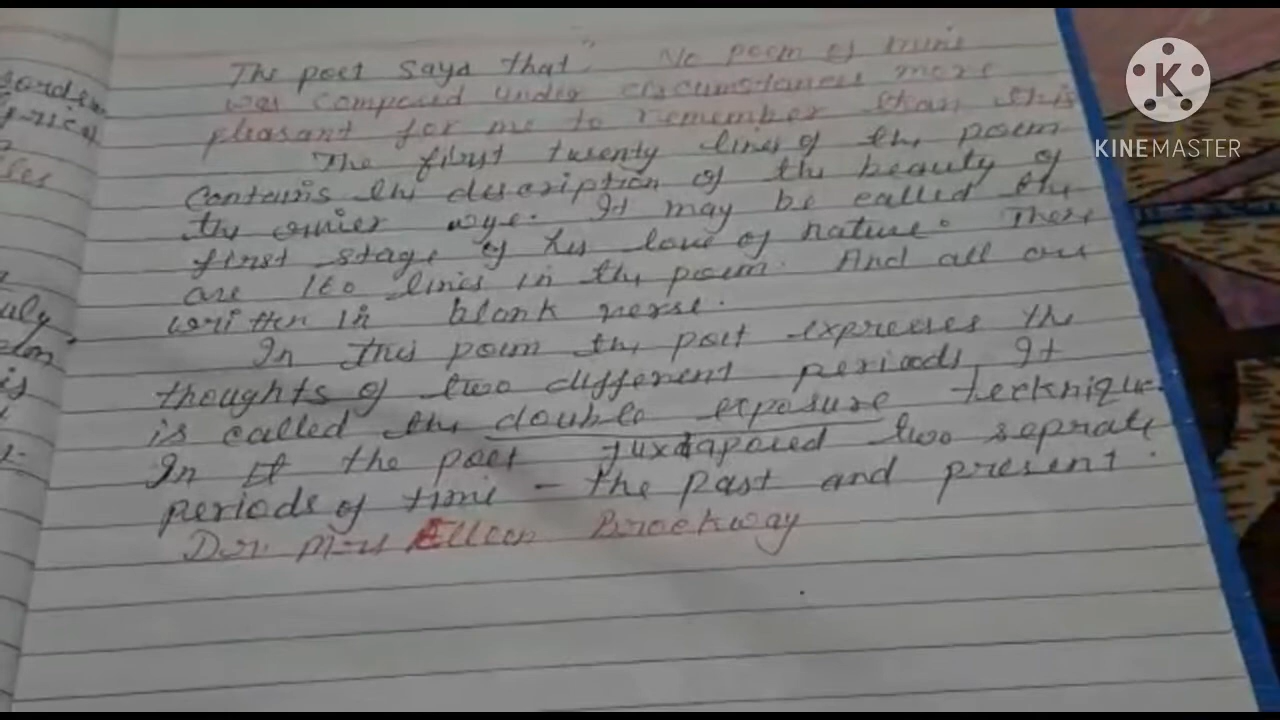 The poet says that "No poem of mine
was composed under circumstances more
pleasant for me to remember than this
The first twenty lines of the poem
contains the description of the beauty of
the wye. It may be called the
first stage of his love of nature. There
are 160 lines in the poem. And all are
written in blank verse.
In this poem the poet expresses the
thoughts of two different periods. It
is called the double exposure technique.
In it the poet juxtaposed two seprate
periods of time - the past and present.
Ellen Brockway
KINEMASTER